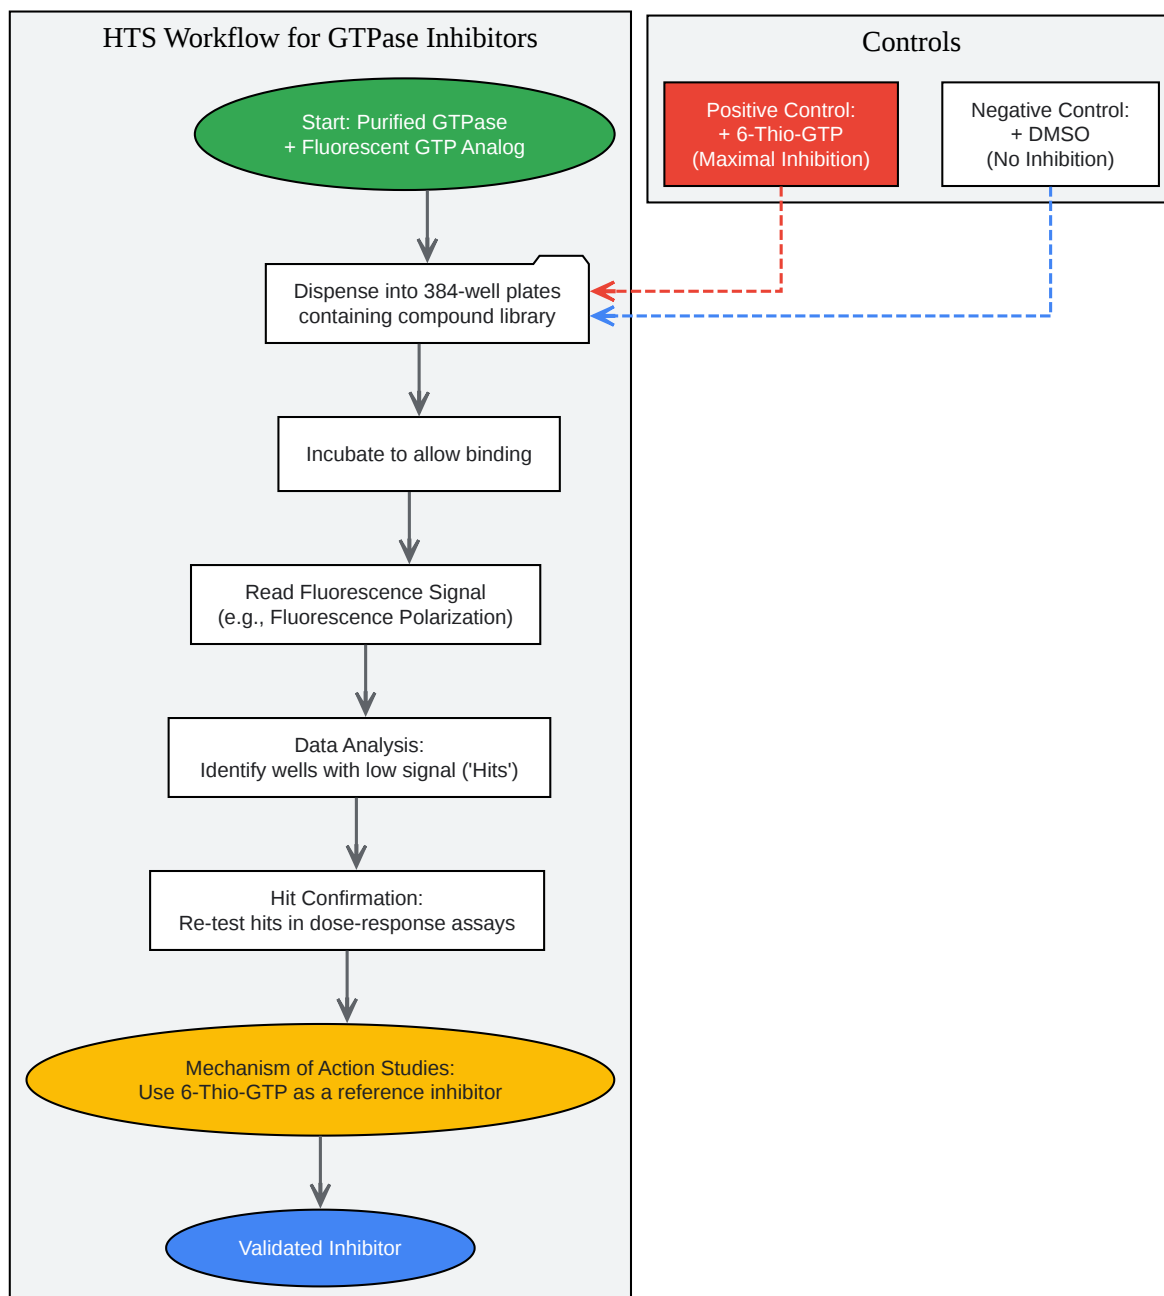 HTS Workflow for GTPase Inhibitors
Start: Purified GTPase
+ Fluorescent GTP Analog
Dispense into 384-well plates
containing compound library
Incubate to allow binding
Read Fluorescence Signal
(e.g., Fluorescence Polarization)
Data Analysis:
Identify wells with low signal ('Hits')
Hit Confirmation:
Re-test hits in dose-response assays
Mechanism of Action Studies:
Use 6-Thio-GTP as a reference inhibitor
Validated Inhibitor
Controls
Positive Control:
+ 6-Thio-GTP
(Maximal Inhibition)
Negative Control:
+ DMSO
(No Inhibition)